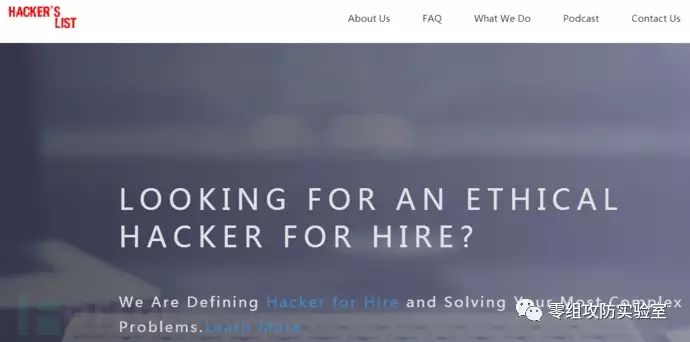 HACKER'S
LIST
About Us FAQ What We Do Podcast Contact Us
LOOKING FOR AN ETHICAL
HACKER FOR HIRE?
We Are Defining Hacker for Hire and Solving Your Most Complex
Problems.Learn More
零组攻防实验室